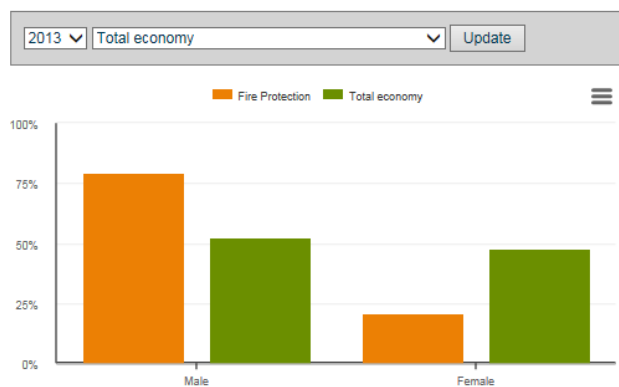 2013 Total economy Update
Fire Protection Total economy
100%
75%
50%
25%
0%
Male Female